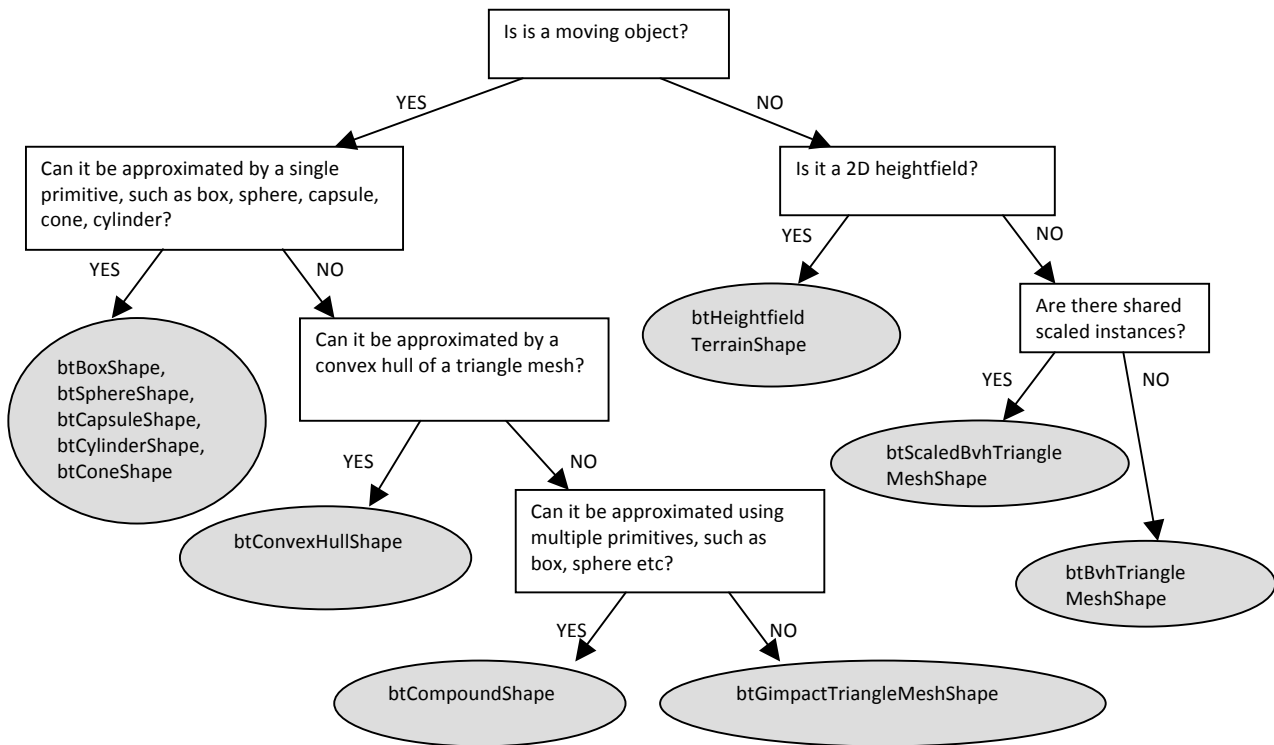 Is is a moving object?
YES
NO
Can it be approximated by a single
primitive, such as box, sphere, capsule,
cone, cylinder?
Is it a 2D heightfield?
YES
NO
YES
NO
btBoxShape,
btSphereShape,
btCapsuleShape,
btCylinderShape,
btConeShape
Can it be approximated by a
convex hull of a triangle mesh?
btHeightfield
TerrainShape
Are there shared
scaled instances?
YES
NO
YES
NO
btConvexHullShape
Can it be approximated using
multiple primitives, such as
box, sphere etc?
btScaledBvhTriangle
MeshShape
btBvhTriangle
MeshShape
YES
NO
btCompoundShape
btGimpactTriangleMeshShape